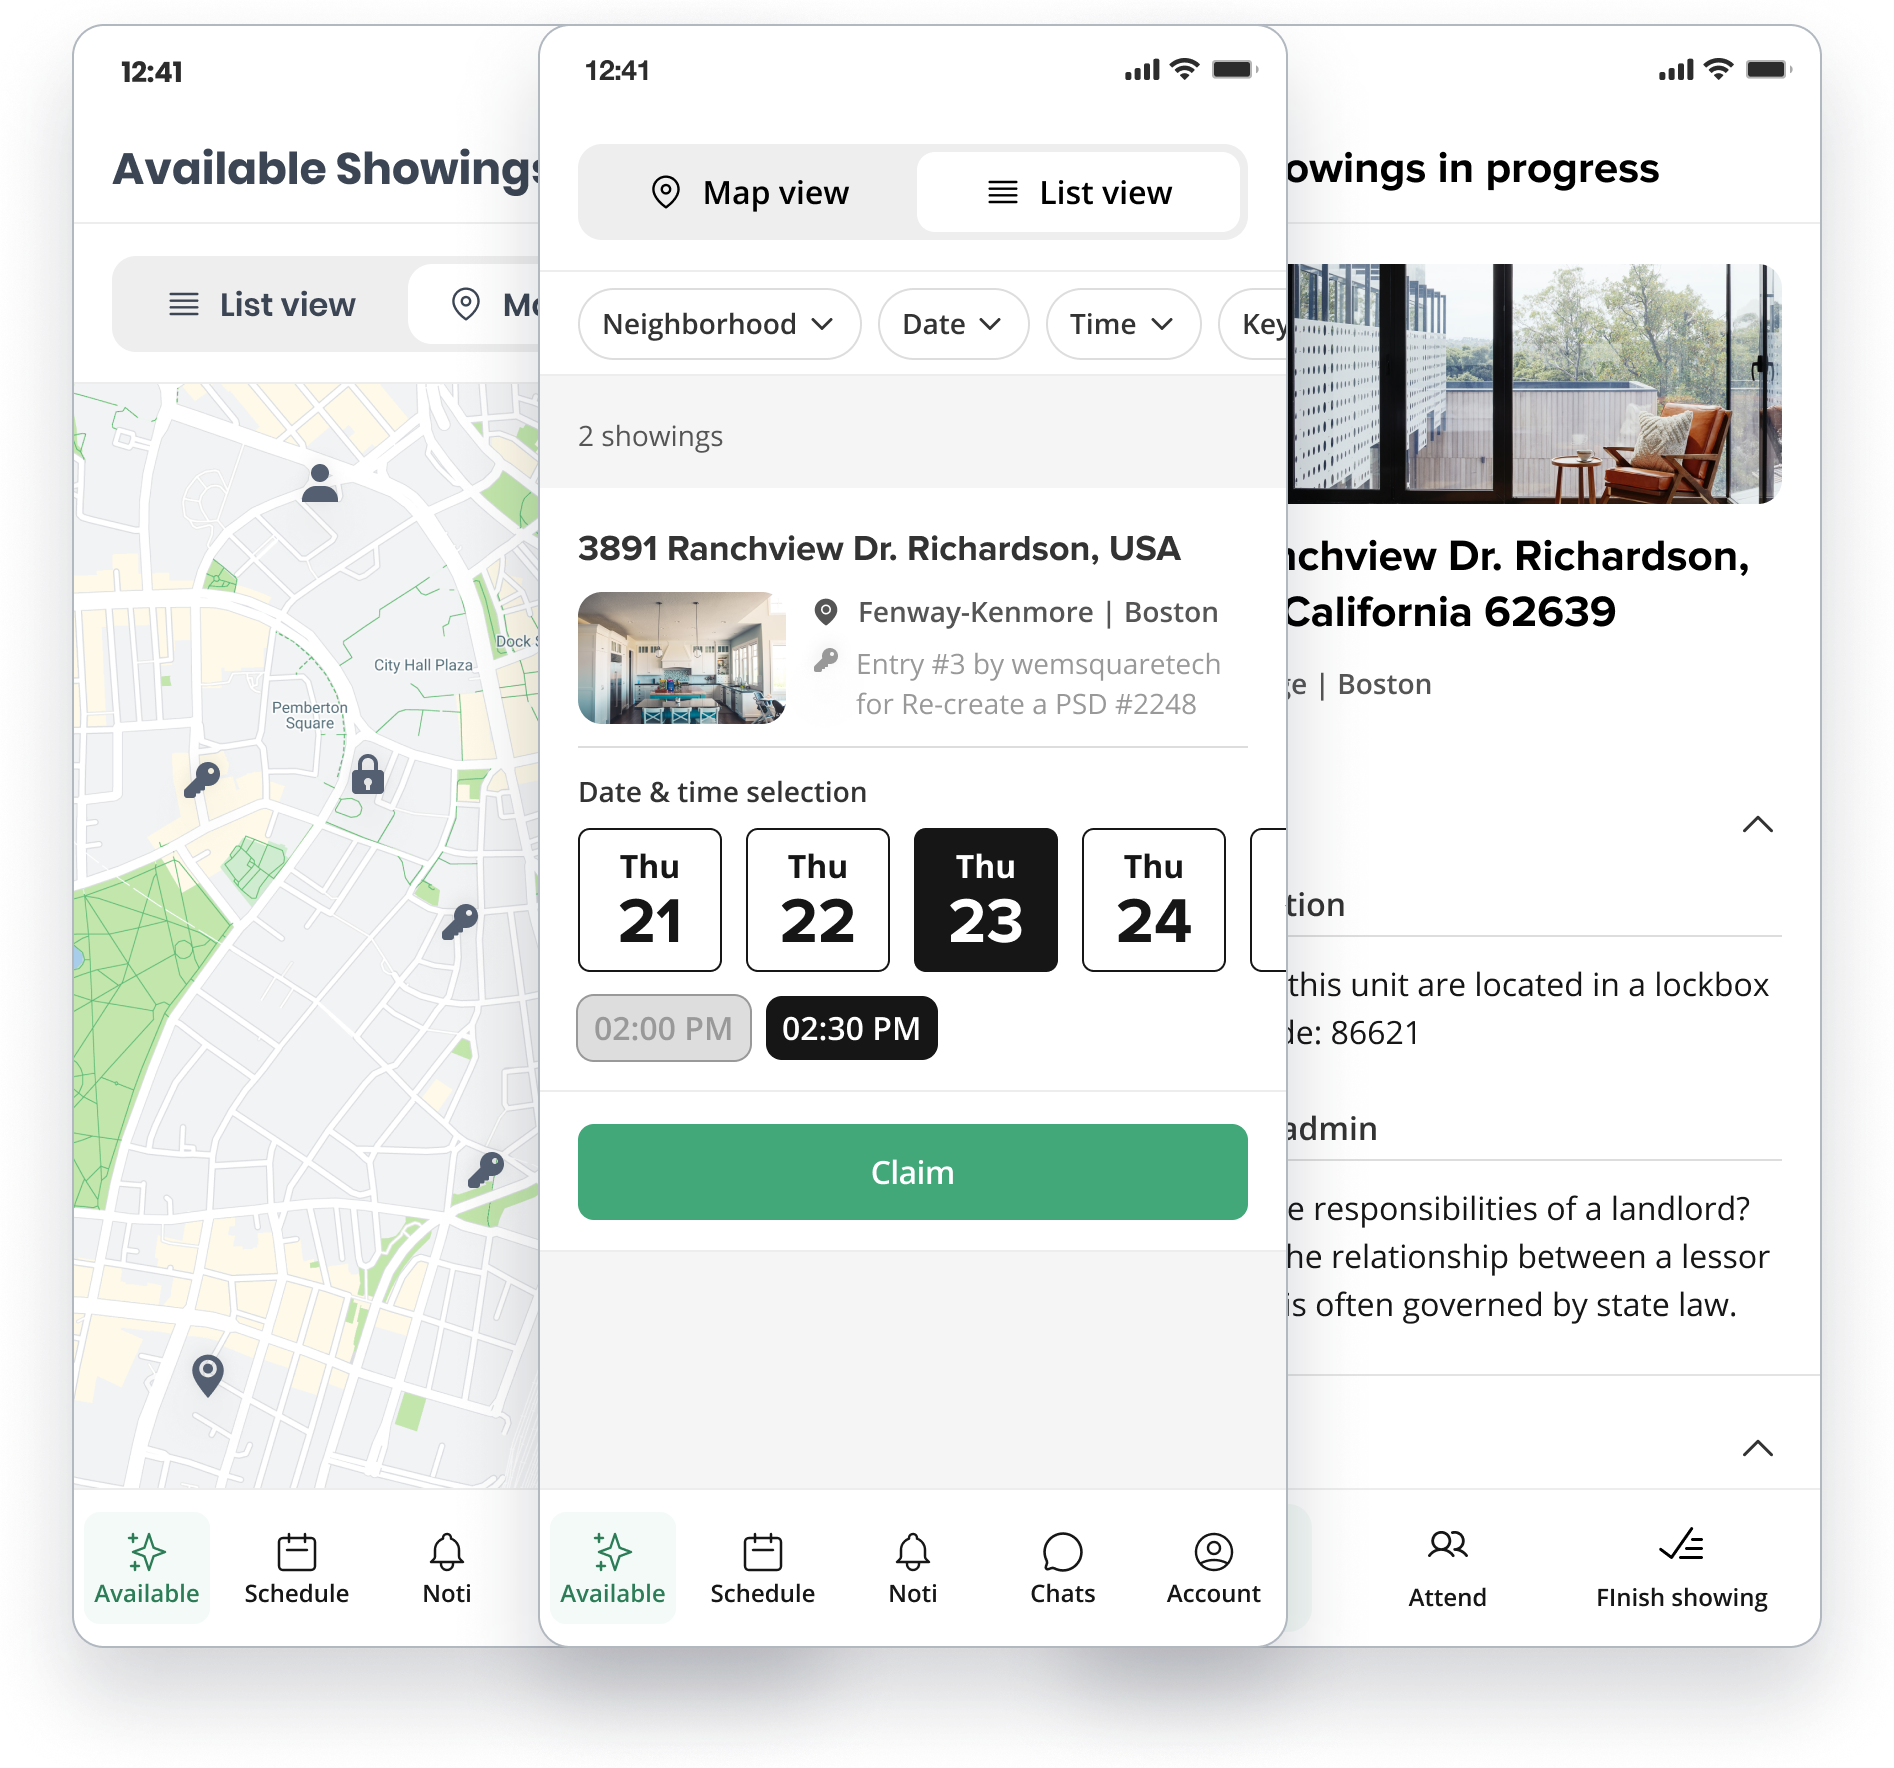 12:41
Available Showings
List view
City Hall Plaza
Dock
Pemberton
Square
Available
Schedule
Noti
12:41
Map view
List view
Neighborhood
Date
Time
Key
2 showings
3891 Ranchview Dr. Richardson, USA
Fenway-Kenmore | Boston
Entry #3 by wemsquaretech
for Re-create a PSD #2248
Date & time selection
Thu
21
Thu
22
Thu
23
Thu
24
02:00 PM
02:30 PM
Claim
Available
Schedule
Noti
Chats
Account
owings in progress
nchview Dr. Richardson,
California 62639
ge | Boston
tion
this unit are located in a lockbox
de: 86621
admin
e responsibilities of a landlord?
he relationship between a lessor
is often governed by state law.
Attend
FInish showing